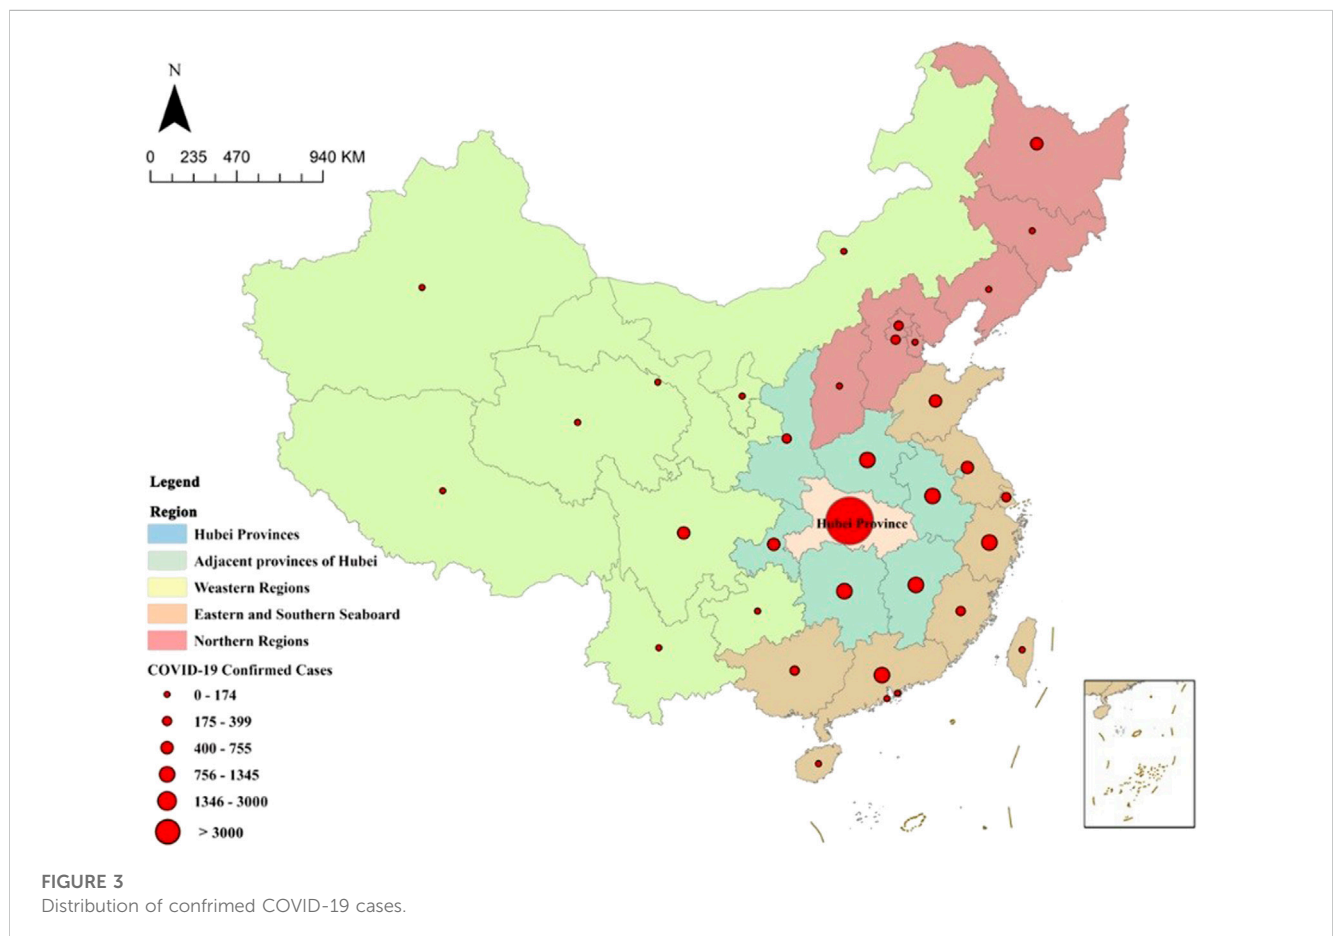 N
0 235 470 940 KM
Hubei Province
Legend
Region
Hubei Provinces
Adjacent provinces of Hubei
Weastern Regions
Eastern and Southern Seaboard
Northern Regions
COVID-19 Confirmed Cases
0 - 174
175 - 399
400 - 755
756 - 1345
1346 - 3000
> 3000
FIGURE 3
Distribution of confrimed COVID-19 cases.